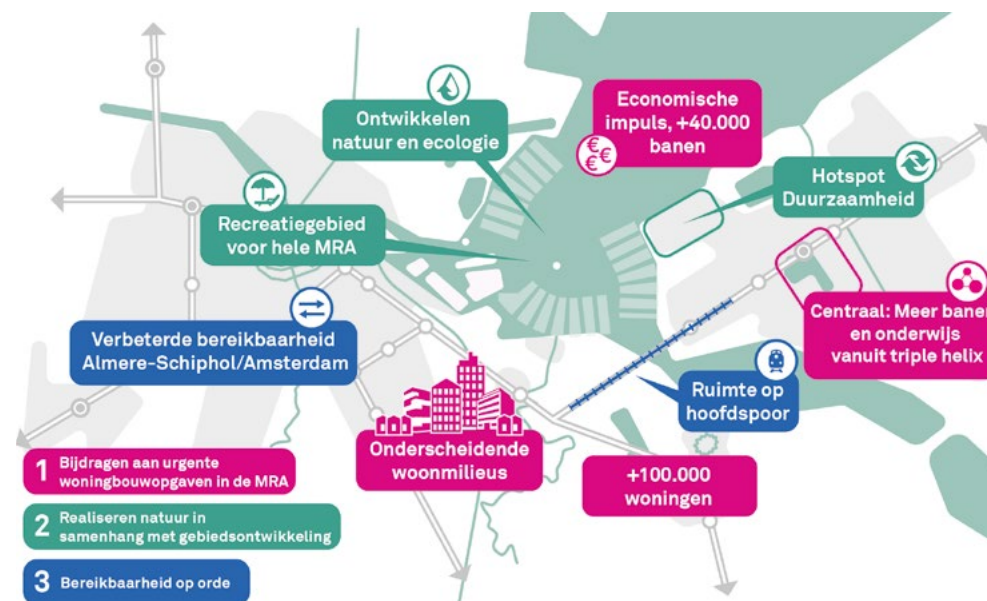 Ontwikkelen
natuur en ecologie
Economische
impuls, +40.000
banen
€
€
€
Hotspot
Duurzaamheid
Recreatiegebied
voor hele MRA
Verbeterde bereikbaarheid
Almere-Schiphol/Amsterdam
Centraal: Meer banen
en onderwijs
vanuit triple helix
Ruimte op
hoofdspoor
Onderscheidende
woonmilieus
+100.000
woningen
1 Bijdragen aan urgente
woningbouwopgaven in de MRA
2 Realiseren natuur in
samenhang met gebiedsontwikkeling
3 Bereikbaarheid op orde